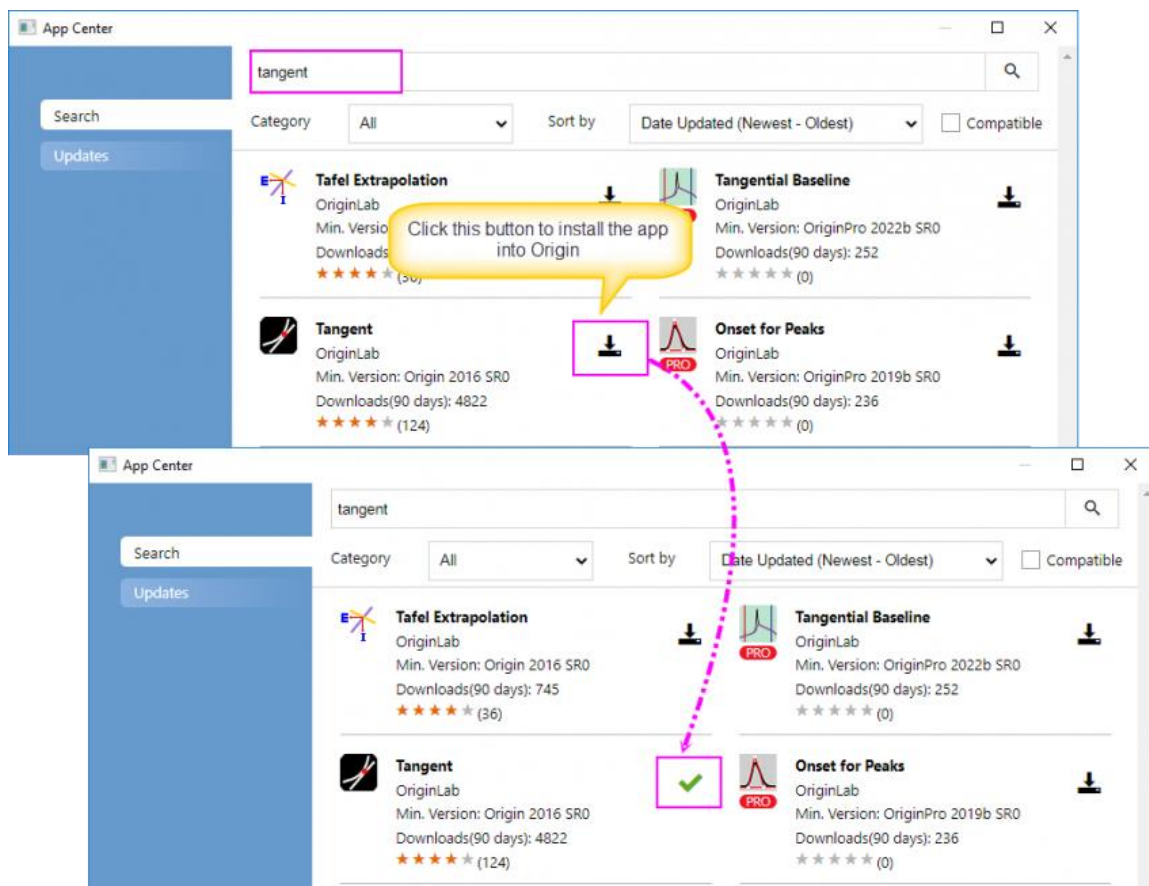 App Center
tangent
Search
Category All Sort by Date Updated (Newest - Oldest) Compatible
Updates
Tafel Extrapolation
OriginLab
Min. Versio
Downloads
Tangential Baseline
OriginLab
Min. Version: OriginPro 2022b SR0
Downloads(90 days): 252
(0)
Click this button to install the app
into Origin
Tangent
OriginLab
Min. Version: Origin 2016 SR0
Downloads(90 days): 4822
(124)
PRO
Onset for Peaks
OriginLab
Min. Version: OriginPro 2019b SR0
Downloads(90 days): 236
(0)
App Center
tangent
Search
Category All Sort by Date Updated (Newest - Oldest) Compatible
Updates
E
I
Tafel Extrapolation
OriginLab
Min. Version: Origin 2016 SR0
Downloads(90 days): 745
(36)
PRO
Tangential Baseline
OriginLab
Min. Version: OriginPro 2022b SR0
Downloads(90 days): 252
(0)
Tangent
OriginLab
Min. Version: Origin 2016 SR0
Downloads(90 days): 4822
(124)
PRO
Onset for Peaks
OriginLab
Min. Version: OriginPro 2019b SR0
Downloads(90 days): 236
(0)